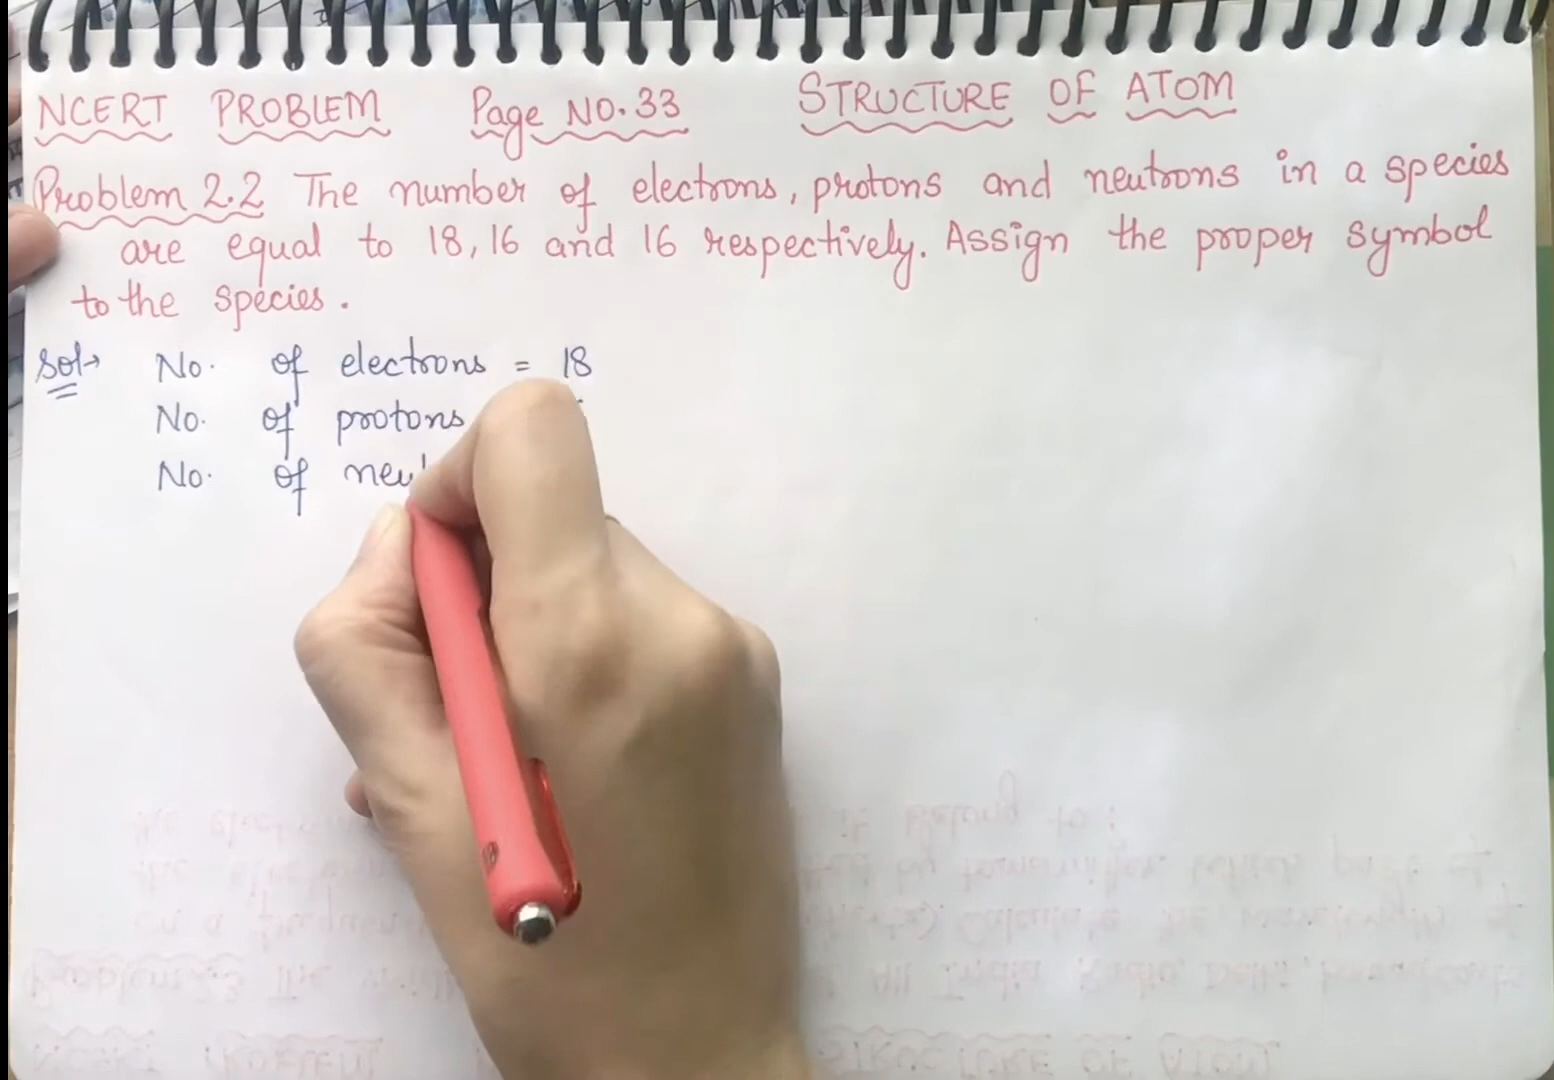 NCERT PROBLEM Page NO. 33 STRUCTURE OF ATOM
Problem 2.2 The number of electrons, protons and neutrons in a species
are equal to 18, 16 and 16 respectively. Assign the proper symbol
to the species.
Sol→ No. of electrons = 18
No. of protons
No. of neu